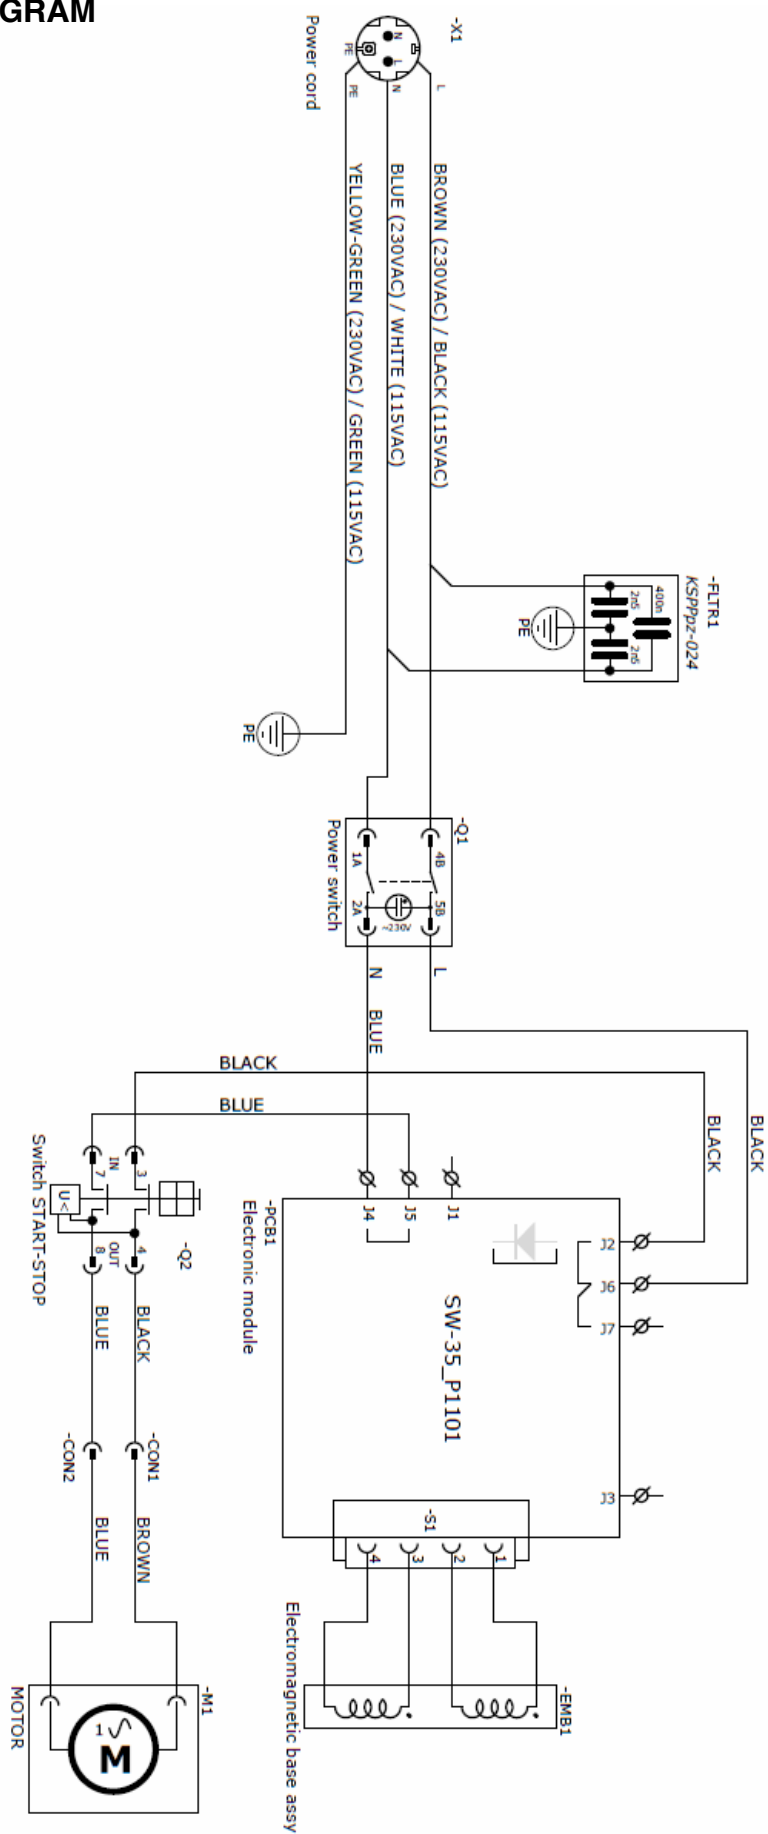 GRAM
-X1
Power cord
N
L
PE
L
N
PE
BROWN (230VAC) / BLACK (115VAC)
BLUE (230VAC) / WHITE (115VAC)
YELLOW-GREEN (230VAC) / GREEN (115VAC)
-FLTR1
KSPPpz-024
400n
2n5
2n5
PE
PE
-Q1
4B
1A
5B
2A
~230V
Power switch
L
N
BLUE
BLACK
BLUE
BLACK
BLACK
IN
3
7
U<
OUT
4
8
-Q2
Switch START-STOP
BLACK
BLUE
-CON1
-CON2
BROWN
BLUE
-PCB1
Electronic module
J4
J5
J1
J2
J6
J7
J3
SW-35_P1101
-S1
4
3
2
1
-EMB1
Electromagnetic base assy
-M1
1
M
MOTOR